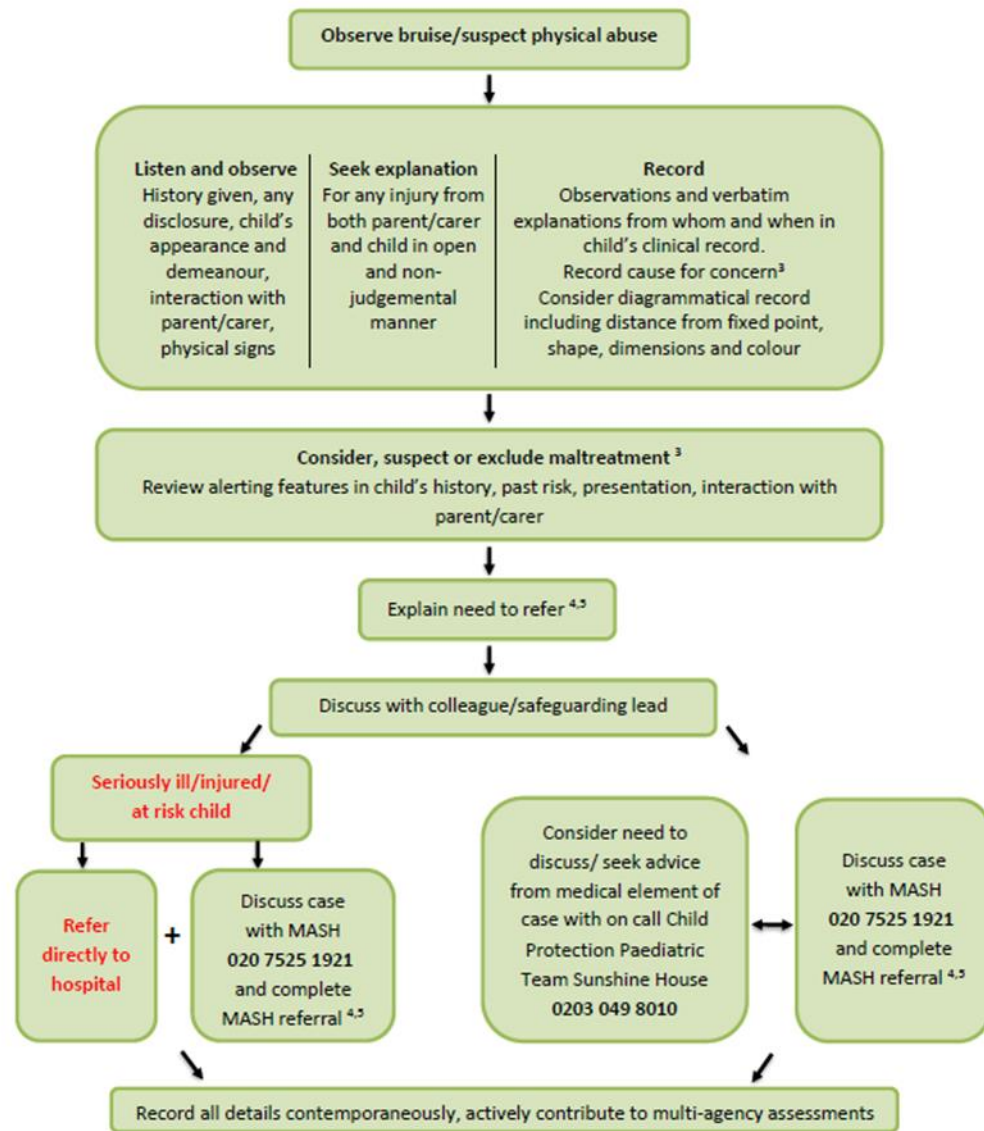 Observe bruise/suspect physical abuse
Listen and observe
History given, any
disclosure, child's
appearance and
demeanour,
interaction with
parent/carer,
physical signs
Seek explanation
For any injury from
both parent/carer
and child in open
and non-
judgemental
manner
Record
Observations and verbatim
explanations from whom and when in
child's clinical record.
Record cause for concern³
Consider diagrammatical record
including distance from fixed point,
shape, dimensions and colour
Consider, suspect or exclude maltreatment ³
Review alerting features in child's history, past risk, presentation, interaction with
parent/carer
Explain need to refer ⁴,⁵
Discuss with colleague/safeguarding lead
Seriously ill/injured/
at risk child
Refer
directly to
hospital
+
Discuss case
with MASH
020 7525 1921
and complete
MASH referral ⁴,⁵
Consider need to
discuss/ seek advice
from medical element of
case with on call Child
Protection Paediatric
Team Sunshine House
0203 049 8010
Discuss case
with MASH
020 7525 1921
and complete
MASH referral ⁴,⁵
Record all details contemporaneously, actively contribute to multi-agency assessments